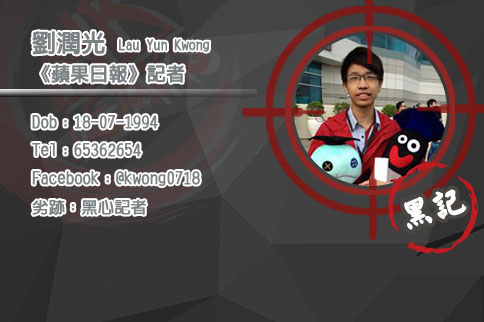 劉潤光 Lau Yun Kwong
《蘋果日報》記者
Dob：18-07-1994
Tel：65362654
Facebook：@kwong0718
劣跡：黑心記者
黑記